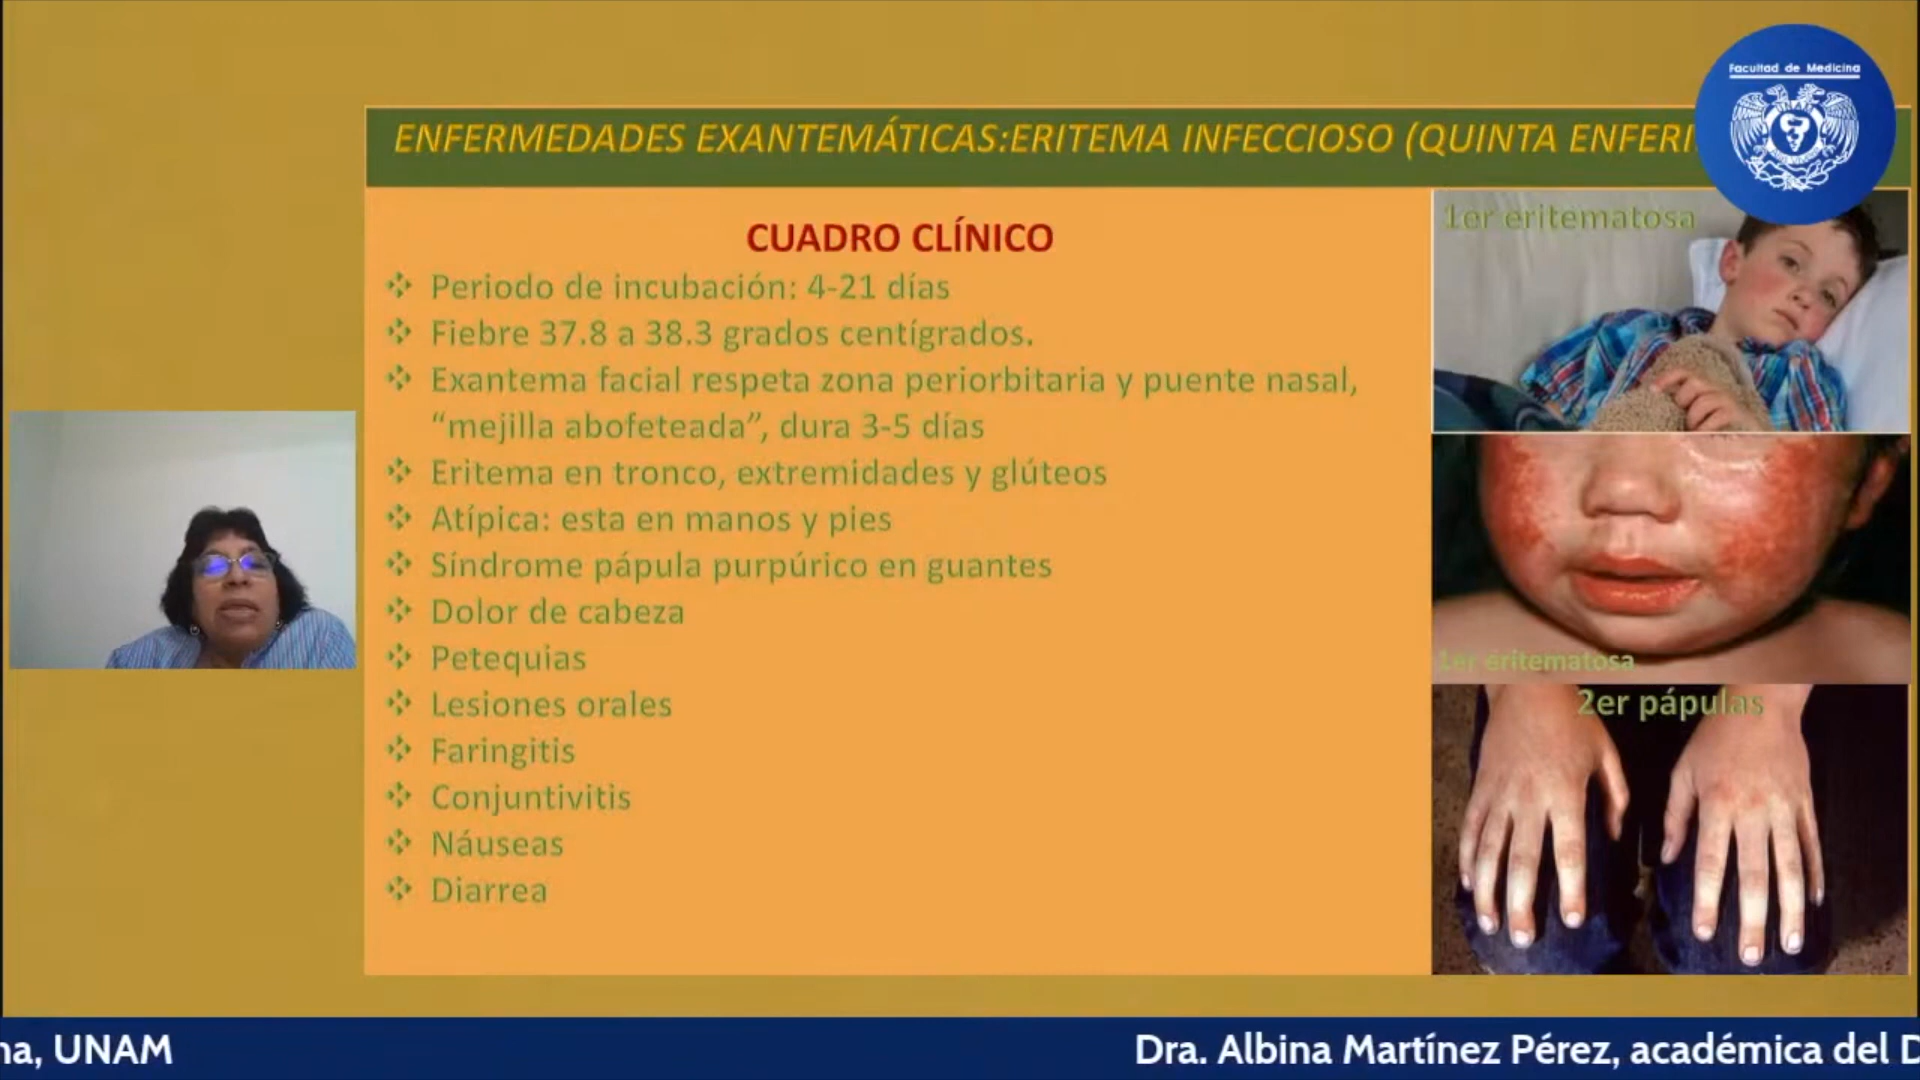 Facultad de Medicina
ENFERMEDADES EXANTEMÁTICAS:ERITEMA INFECCIOSO (QUINTA
CUADRO CLÍNICO
Periodo de incubación: 4-21 días
Fiebre 37.8 a 38.3 grados centígrados.
Exantema facial respeta zona periorbitaria y puente nasal,
“mejilla abofeteada”, dura 3-5 días
Eritema en tronco, extremidades y glúteos
Atípica: esta en manos y pies
Síndrome pápula purpúrico en guantes
Dolor de cabeza
Petequias
Lesiones orales
Faringitis
Conjuntivitis
Náuseas
Diarrea
1er eritematosa
1er eritematosa
2er pápulas
UNAM
Dra. Albina Martínez Pérez, académica del